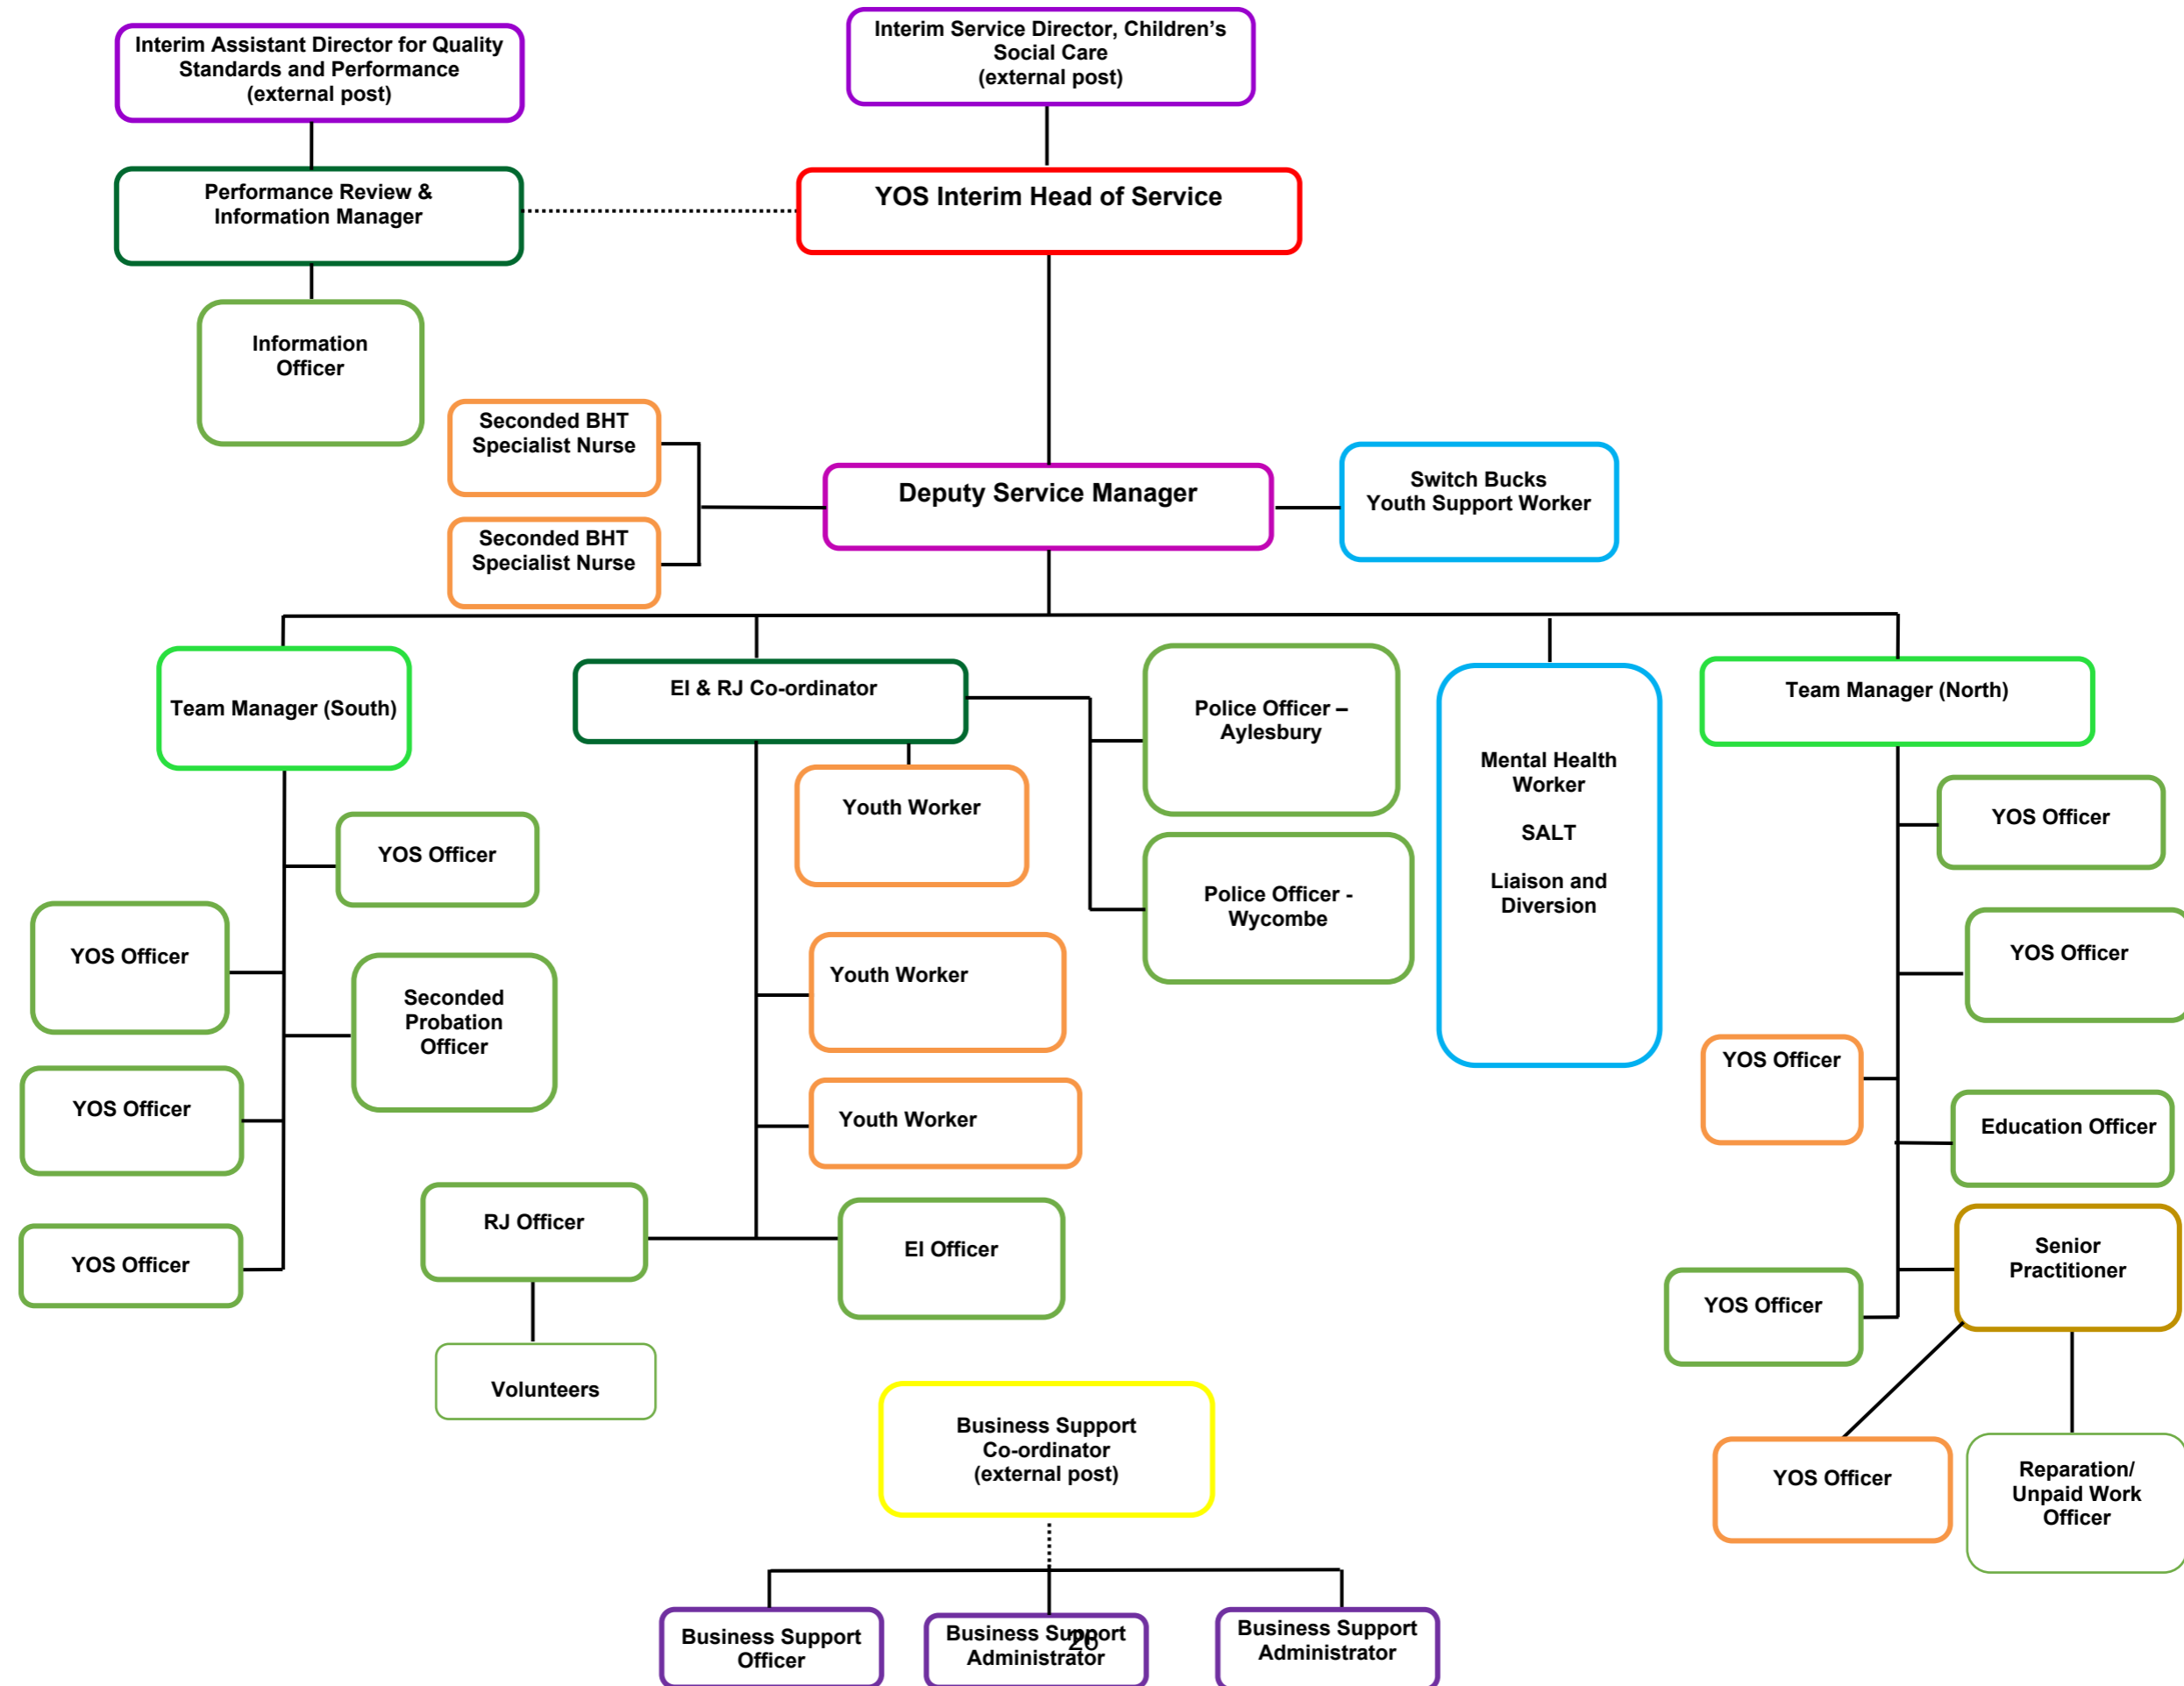 Interim Assistant Director for Quality
Standards and Performance
(external post)
Interim Service Director, Children’s
Social Care
(external post)
Performance Review &
Information Manager
YOS Interim Head of Service
Information
Officer
Seconded BHT
Specialist Nurse
Seconded BHT
Specialist Nurse
Deputy Service Manager
Switch Bucks
Youth Support Worker
Team Manager (South)
EI & RJ Co-ordinator
Police Officer –
Aylesbury
Police Officer -
Wycombe
Mental Health
Worker
SALT
Liaison and
Diversion
Team Manager (North)
YOS Officer
YOS Officer
Seconded
Probation
Officer
YOS Officer
YOS Officer
Youth Worker
Youth Worker
Youth Worker
RJ Officer
EI Officer
Volunteers
YOS Officer
YOS Officer
YOS Officer
Education Officer
Senior
Practitioner
YOS Officer
YOS Officer
Reparation/
Unpaid Work
Officer
Business Support
Co-ordinator
(external post)
Business Support
Officer
Business Support
Administrator
Business Support
Administrator
26